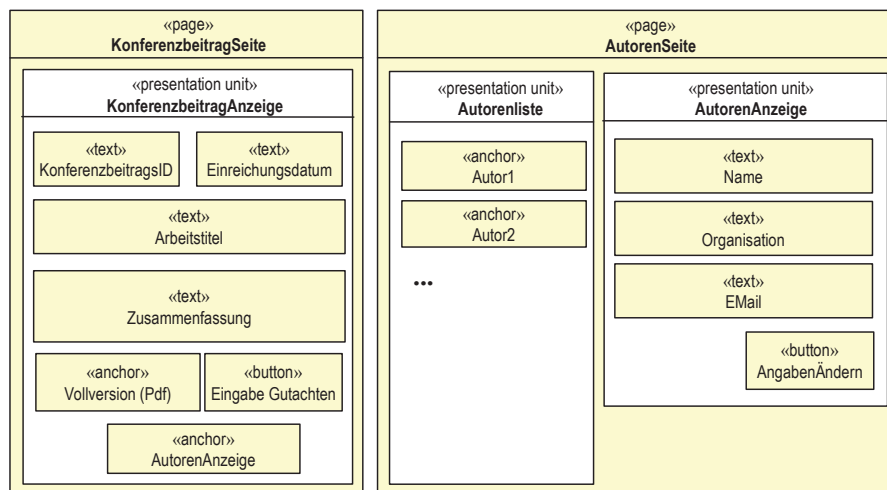 «page»
KonferenzbeitragSeite
«presentation unit»
KonferenzbeitragAnzeige
«text»
KonferenzbeitragsID
«text»
Einreichungsdatum
«text»
Arbeitstitel
«text»
Zusammenfassung
«anchor»
Vollversion (Pdf)
«button»
Eingabe Gutachten
«anchor»
AutorenAnzeige
«page»
AutorenSeite
«presentation unit»
Autorenliste
«anchor»
Autor1
«anchor»
Autor2
...
«presentation unit»
AutorenAnzeige
«text»
Name
«text»
Organisation
«text»
EMail
«button»
AngabenÄndern